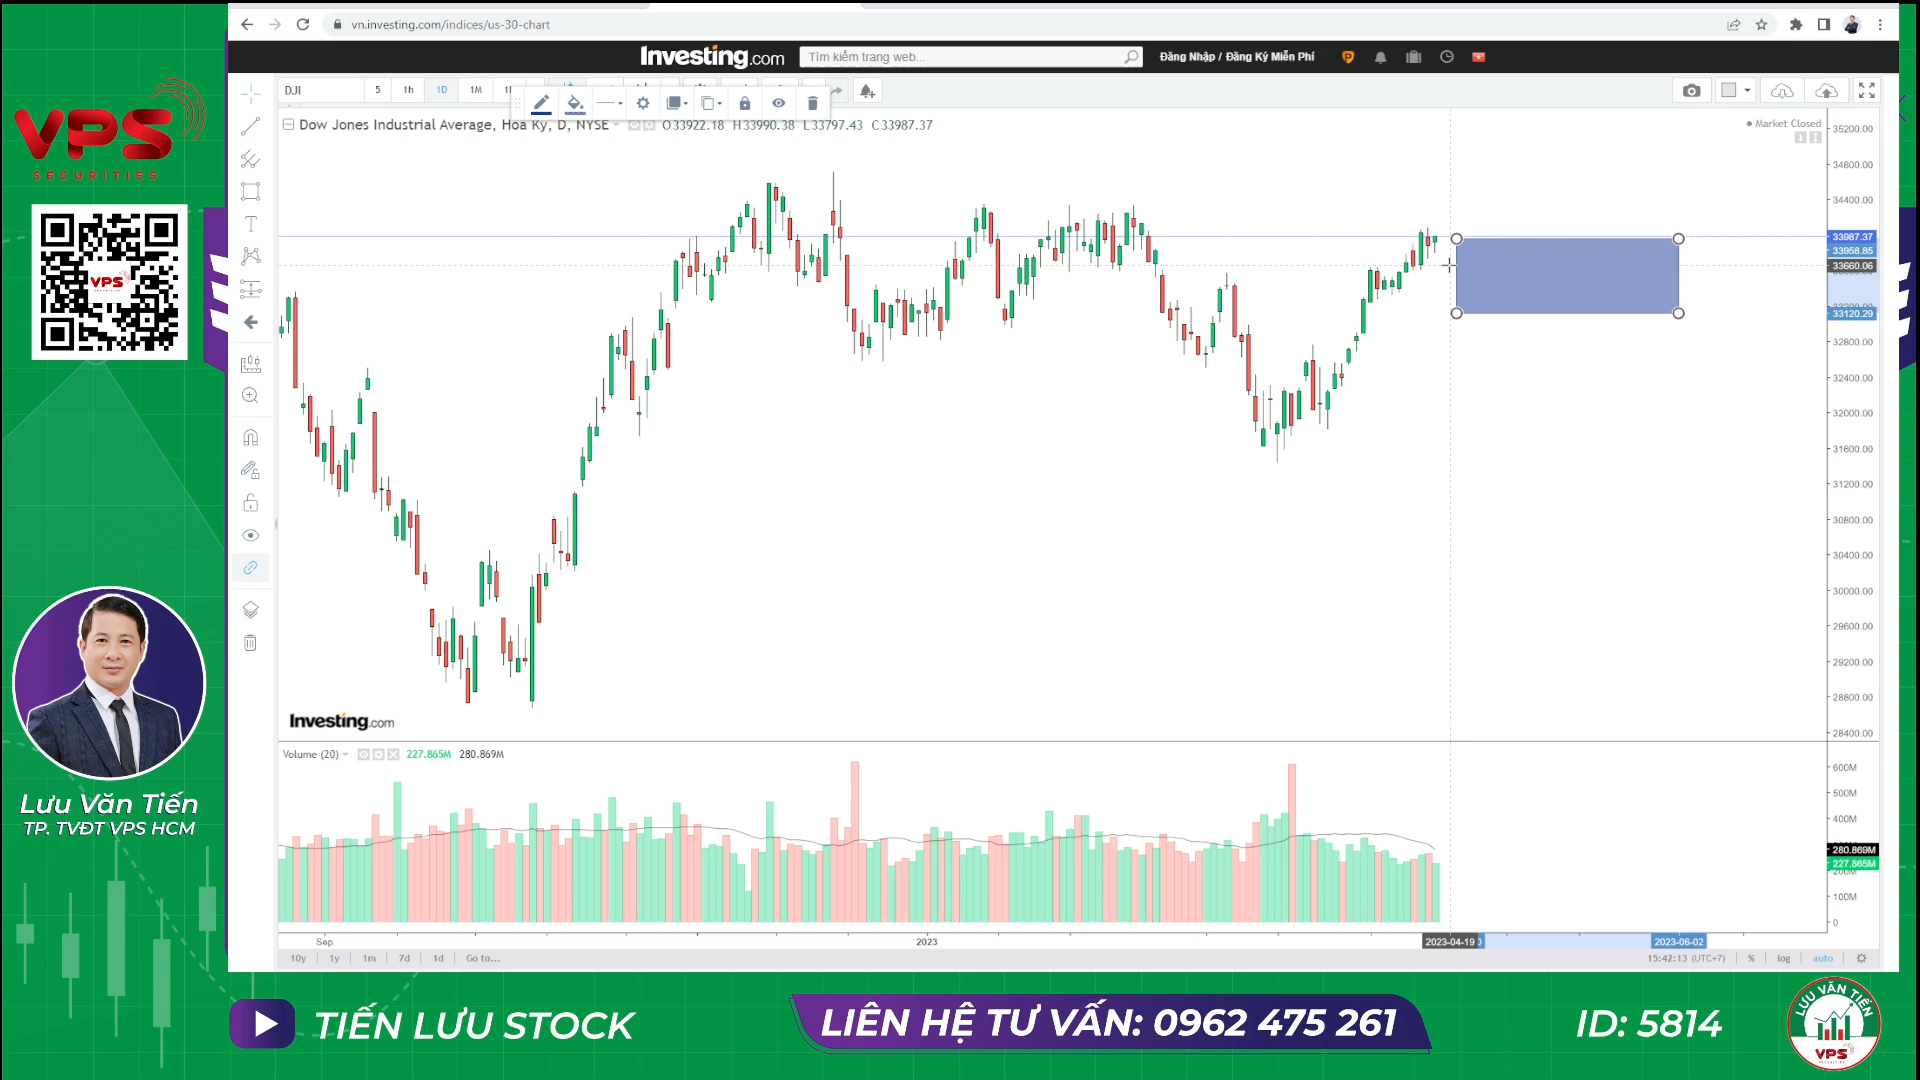 vn.investing.com/indices/us-30-chart
Investing.com
Tìm kiếm trang web...
Đăng Nhập / Đăng Ký Miễn Phí
DJI 5 1h 1D 1M
Dow Jones Industrial Average, Hoa Kỳ, D, NYSE O33922.18 H33990.38 L33797.43 C33987.37
Market Closed
35200.00
34800.00
34400.00
33987.37
33958.85
33660.06
33120.29
32800.00
32400.00
32000.00
31600.00
31200.00
30800.00
30400.00
30000.00
29600.00
29200.00
28800.00
28400.00
Investing.com
Volume (20) 227.865M 280.869M
600M
500M
400M
280.869M
227.865M
200M
100M
0
Sep 2023 2023-04-19 2023-06-02
10y 1y 1m 7d 1d Go to... 15:42:13 (UTC+7) % log auto
VPS
SECURITIES
VPS
Lưu Văn Tiến
TP. TVĐT VPS HCM
TIẾN LƯU STOCK
LIÊN HỆ TƯ VẤN: 0962 475 261
ID: 5814
LƯU VĂN TIẾN
VPS